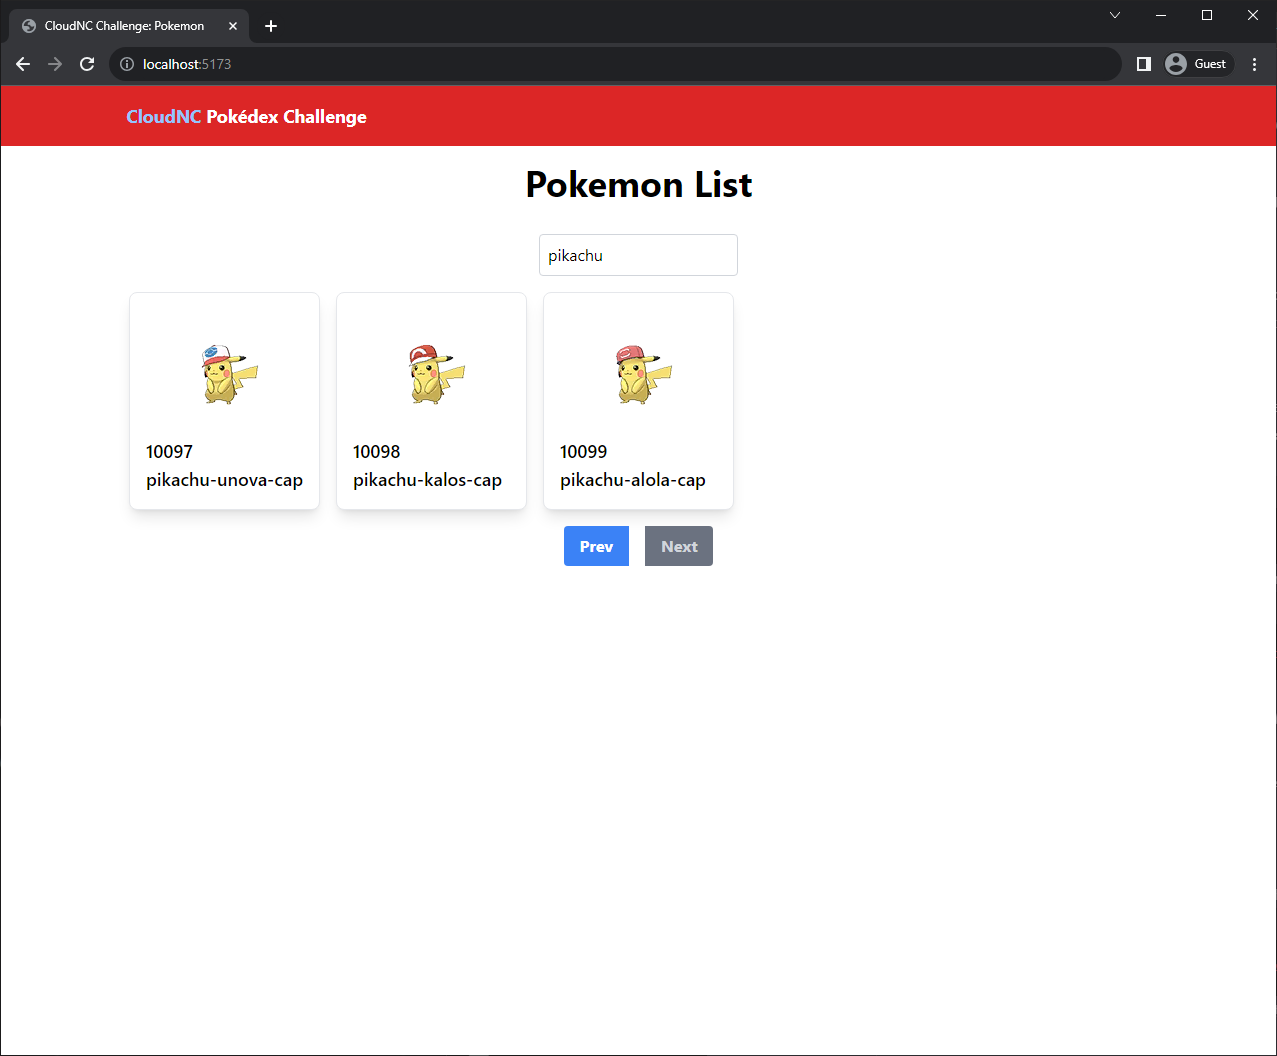 CloudNC Challenge: Pokemon
localhost:5173
Guest
CloudNC Pokédex Challenge
Pokemon List
pikachu
10097
pikachu-unova-cap
10098
pikachu-kalos-cap
10099
pikachu-alola-cap
Prev
Next